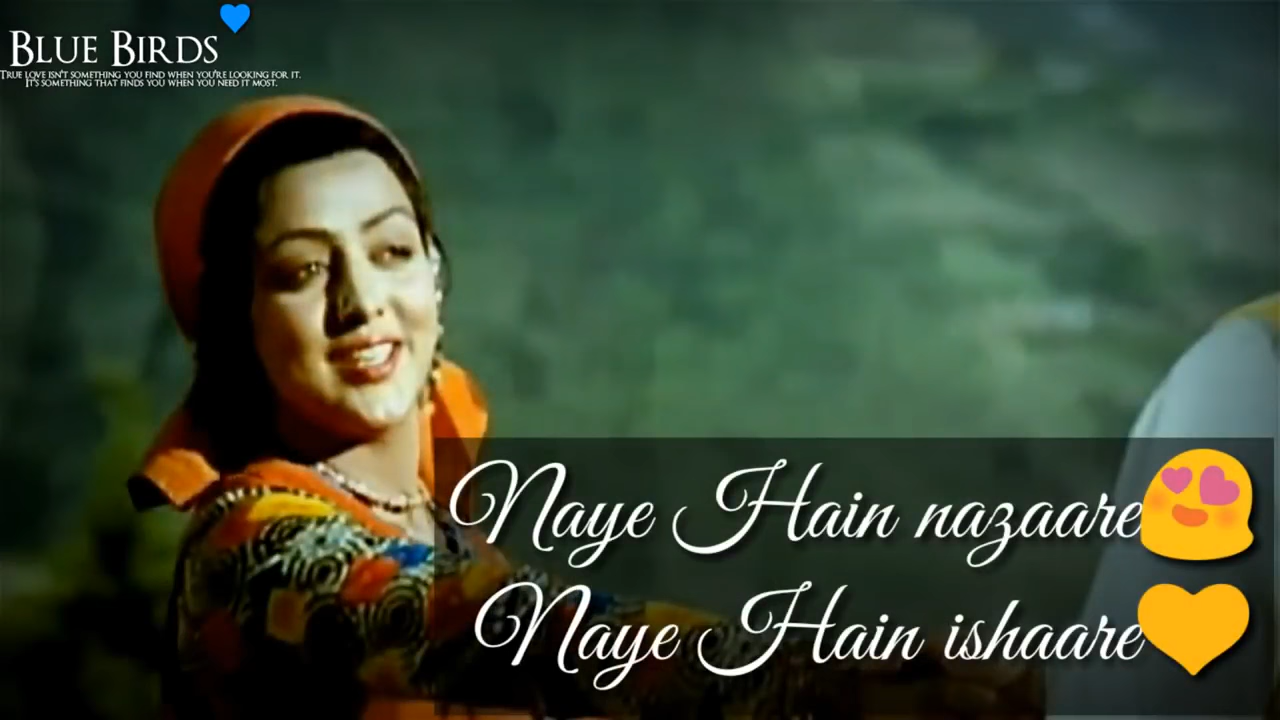 BLUE BIRDS💙
TRUE LOVE ISN'T SOMETHING YOU FIND WHEN YOU'RE LOOKING FOR IT.
IT'S SOMETHING THAT FINDS YOU WHEN YOU NEED IT MOST.
Naye Hain nazaare😍
Naye Hain ishaare💛